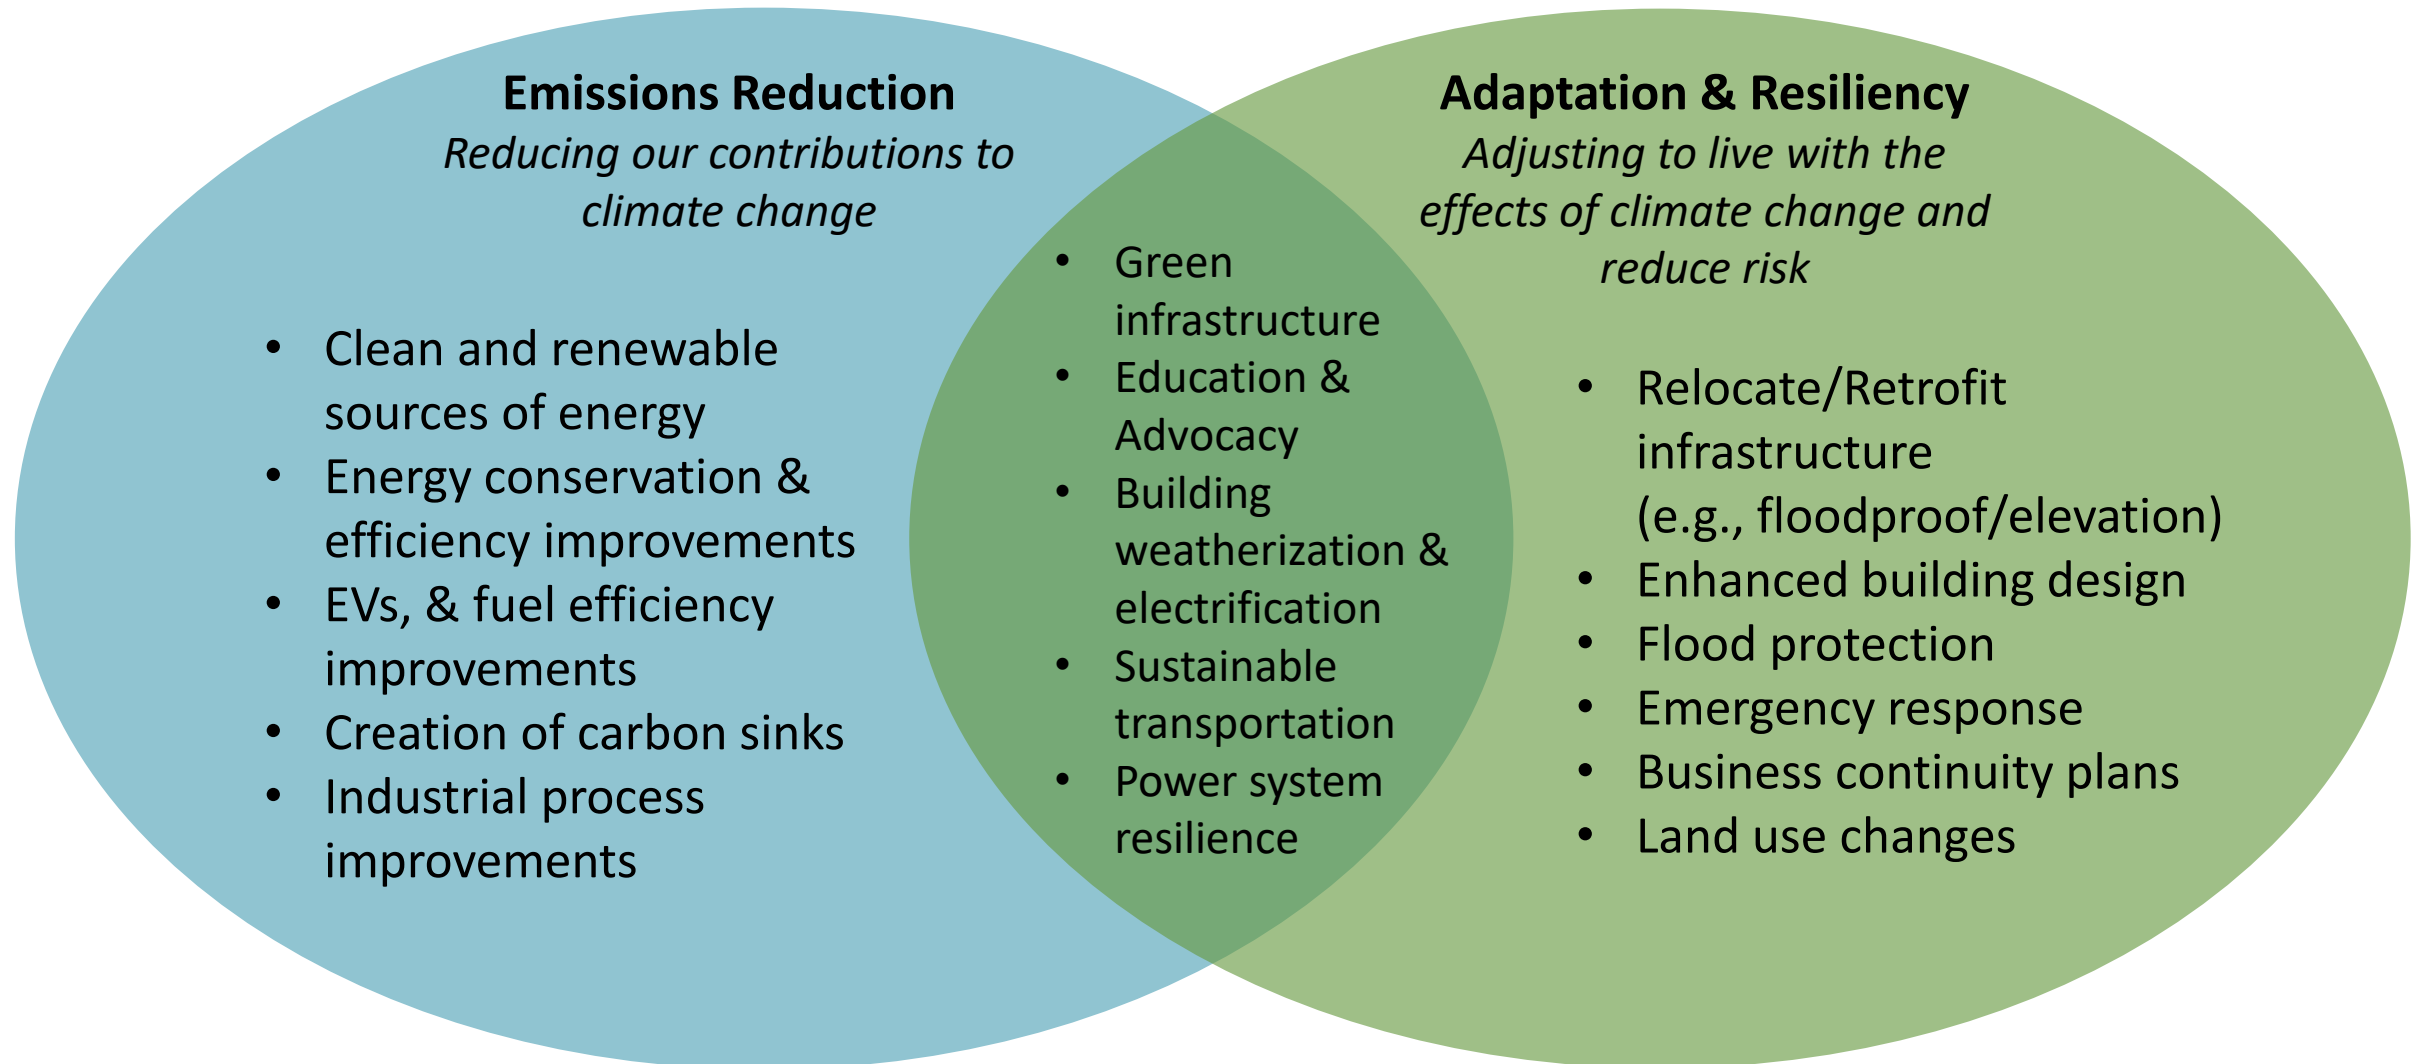 Emissions Reduction
Reducing our contributions to
climate change
• Clean and renewable
sources of energy
• Energy conservation &
efficiency improvements
• EVs, & fuel efficiency
improvements
• Creation of carbon sinks
• Industrial process
improvements
• Green
infrastructure
• Education &
Advocacy
• Building
weatherization &
electrification
• Sustainable
transportation
• Power system
resilience
Adaptation & Resiliency
Adjusting to live with the
effects of climate change and
reduce risk
• Relocate/Retrofit
infrastructure
(e.g., floodproof/elevation)
• Enhanced building design
• Flood protection
• Emergency response
• Business continuity plans
• Land use changes